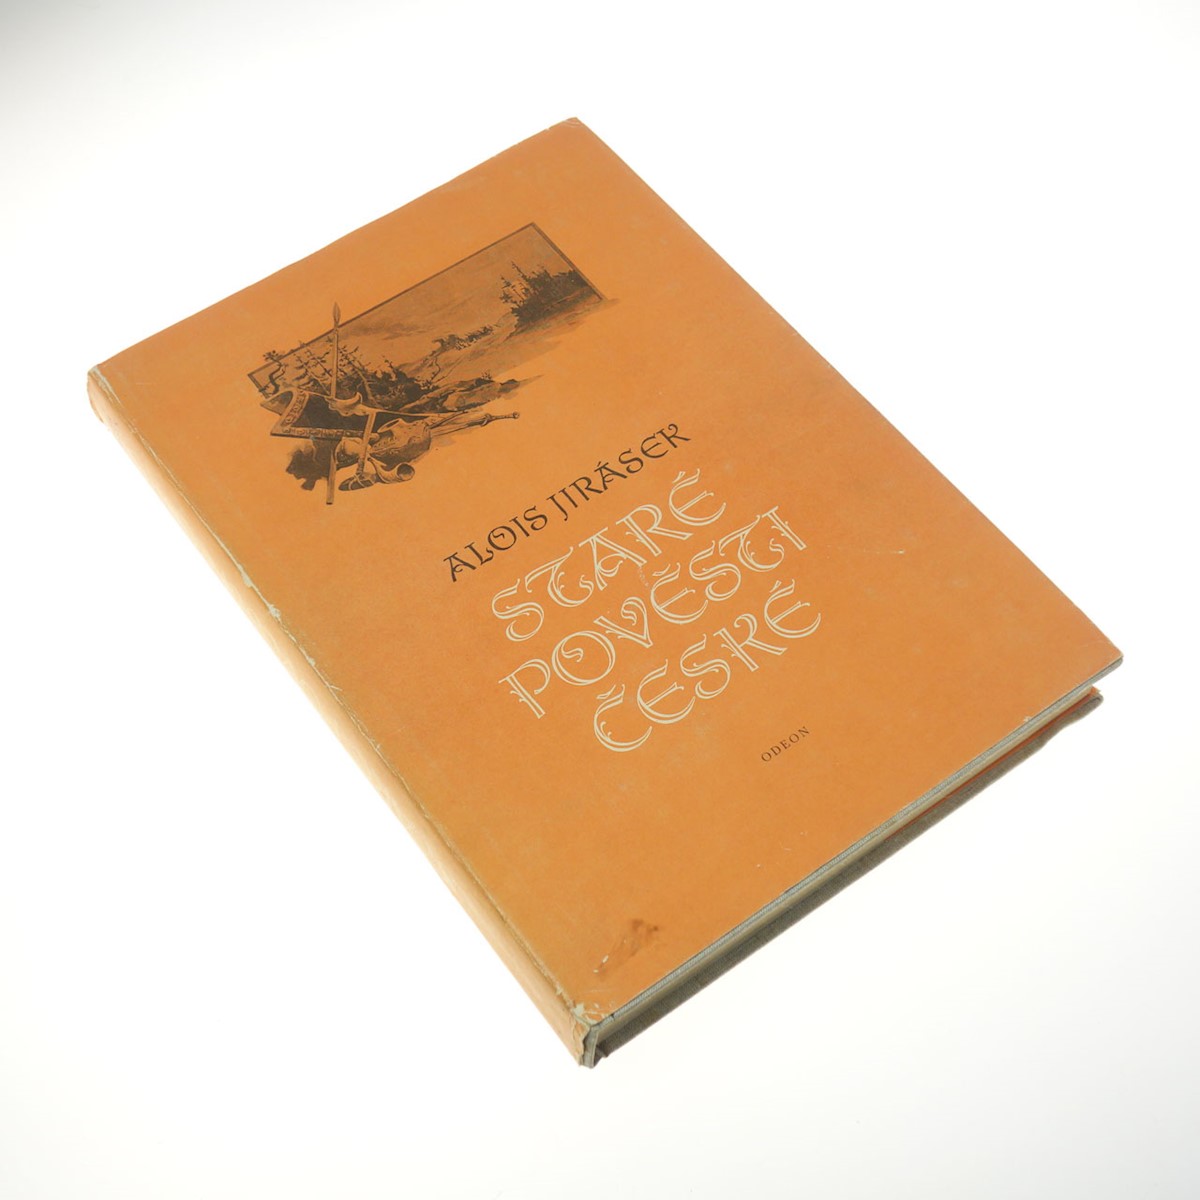 ALOIS JIRÁSEK
STARÉ
POVĚSTI
ČESKÉ
ODEON